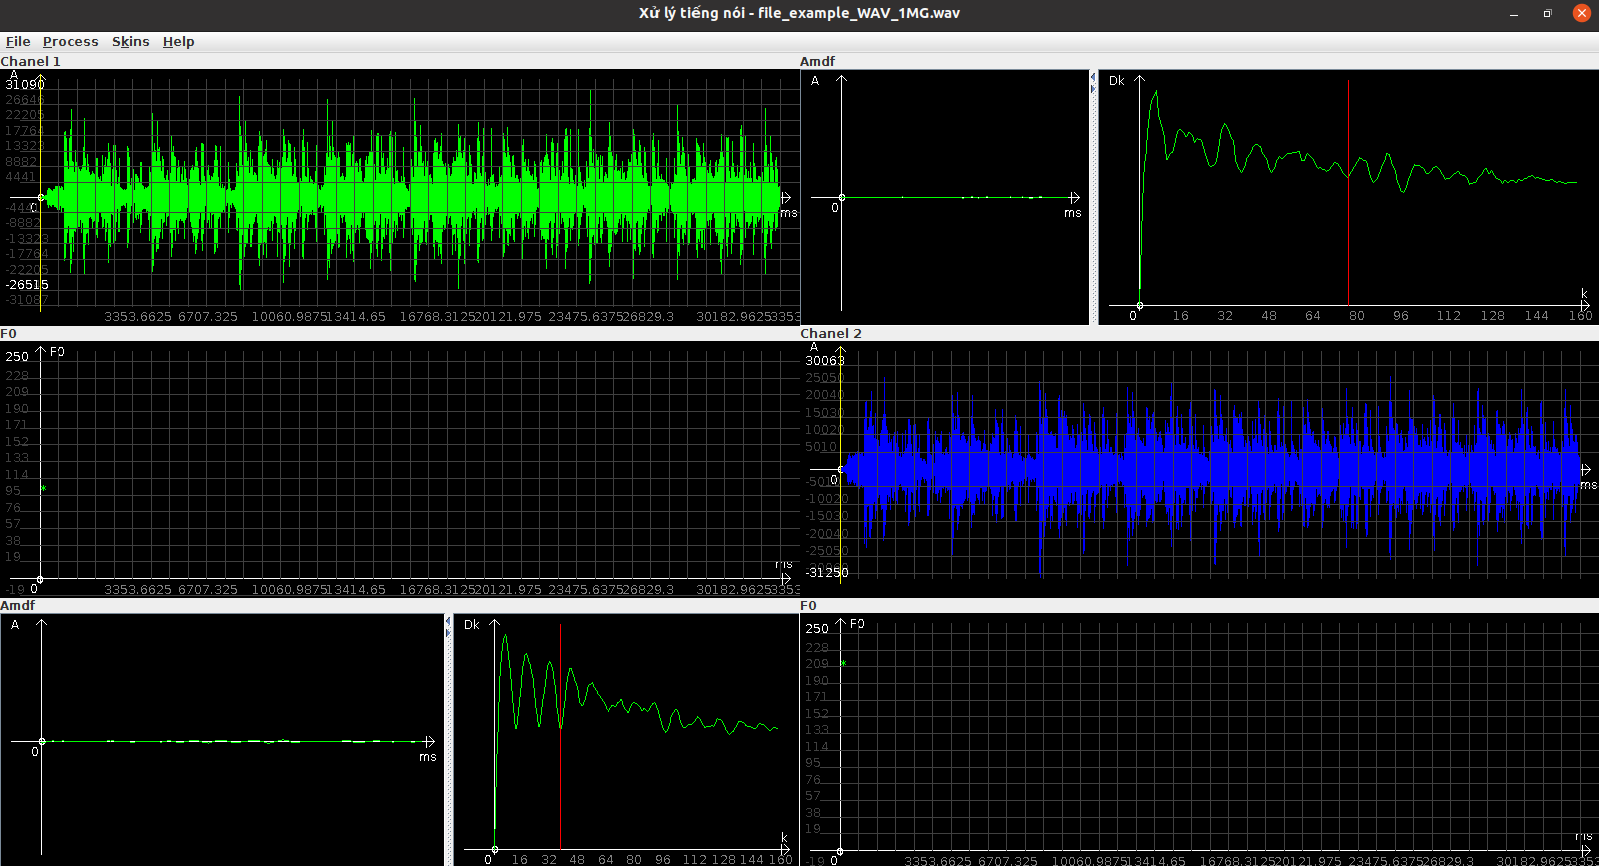 Xử lý tiếng nói - file_example_WAV_1MG.wav
File Process Skins Help
Chanel 1
A
31090
26646
22205
17764
13323
8882
4441
0
-8882
-13323
-17764
-22205
-26515
-31087
ms
3353.6625 6707.325 10060.9875 13414.65 16768.3125 20121.975 23475.6375 26829.3 30182.9625
Amdf
A
0
ms
Dk
k
0 16 32 48 64 80 96 112 128 144 160
F0
F0
250
228
209
190
171
152
133
114
95
76
57
38
19
-19 0
ms
3353.6625 6707.325 10060.9875 13414.65 16768.3125 20121.975 23475.6375 26829.3 30182.9625
Chanel 2
A
30063
25050
20040
15030
10020
5010
0
-10020
-15030
-20040
-25050
-31250
ms
Amdf
A
0
ms
Dk
k
0 16 32 48 64 80 96 112 128 144 160
F0
F0
250
228
209
190
171
152
133
114
95
76
57
38
19
-19 0
ms
3353.6625 6707.325 10060.9875 13414.65 16768.3125 20121.975 23475.6375 26829.3 30182.9625